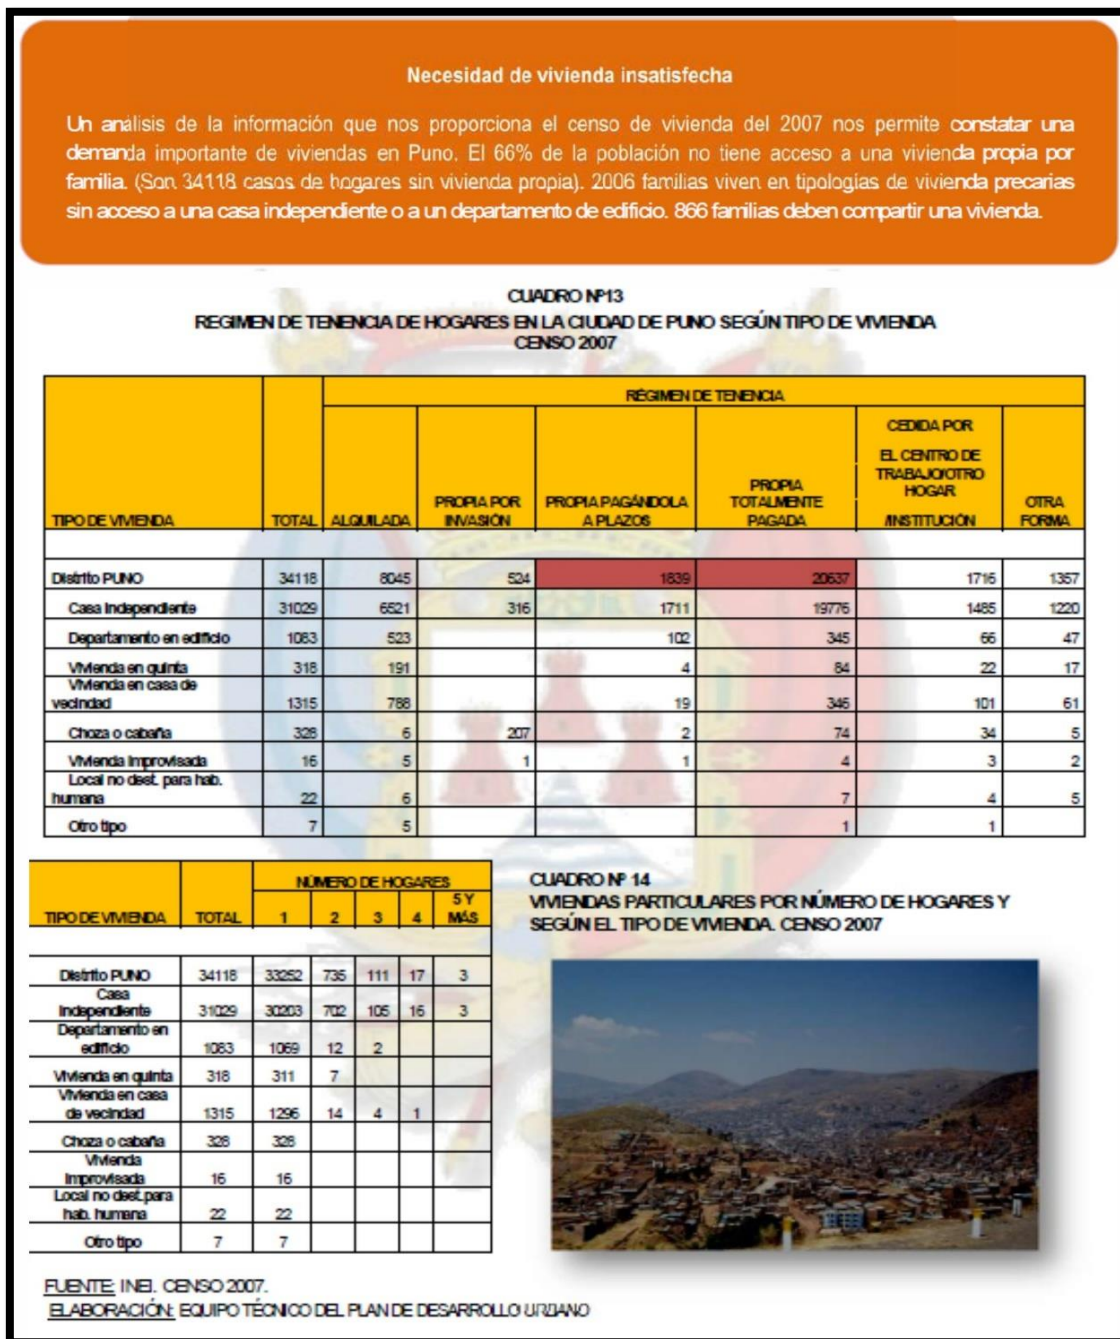 Necesidad de vivienda insatisfecha
Un análisis de la información que nos proporciona el censo de vivienda del 2007 nos permite constatar una
demanda importante de viviendas en Puno. El 66% de la población no tiene acceso a una vivienda propia por
familia. (Son 34118 casos de hogares sin vivienda propia). 2006 familias viven en tipologías de vivienda precarias
sin acceso a una casa independiente o a un departamento de edificio. 866 familias deben compartir una vivienda.
CUADRO Nº13
REGIMEN DE TENENCIA DE HOGARES EN LA CIUDAD DE PUNO SEGÚN TIPO DE VIVIENDA
CENSO 2007
RÉGIMEN DE TENENCIA
TIPO DE VIVIENDA TOTAL ALQUILADA PROPIA POR INVASIÓN PROPIA PAGÁNDOLA A PLAZOS PROPIA TOTALMENTE PAGADA CEDIDA POR EL CENTRO DE TRABAJO/OTRO HOGAR /INSTITUCIÓN OTRA FORMA
Distrito PUNO 34118 8045 524 1839 20637 1716 1357
Casa Independiente 31029 6521 316 1711 19776 1485 1220
Departamento en edificio 1083 523 102 345 66 47
Vivienda en quinta 318 191 4 84 22 17
Vivienda en casa de
vecindad 1315 788 19 346 101 61
Choza o cabaña 328 6 207 2 74 34 5
Vivienda Improvisada 16 5 1 1 4 3 2
Local no dest. para hab.
humana 22 6 7 4 5
Otro tipo 7 5 1 1
CUADRO Nº 14
VIVIENDAS PARTICULARES POR NÚMERO DE HOGARES Y
SEGÚN EL TIPO DE VIVIENDA. CENSO 2007
NÚMERO DE HOGARES
TIPO DE VIVIENDA TOTAL 1 2 3 4 5 Y MÁS
Distrito PUNO 34118 33252 735 111 17 3
Casa
Independiente 31029 30203 702 105 16 3
Departamento en
edificio 1083 1069 12 2
Vivienda en quinta 318 311 7
Vivienda en casa
de vecindad 1315 1296 14 4 1
Choza o cabaña 328 328
Vivienda
Improvisada 16 16
Local no dest.para
hab. humana 22 22
Otro tipo 7 7
FUENTE: INEI. CENSO 2007.
ELABORACIÓN: EQUIPO TÉCNICO DEL PLAN DE DESARROLLO URBANO